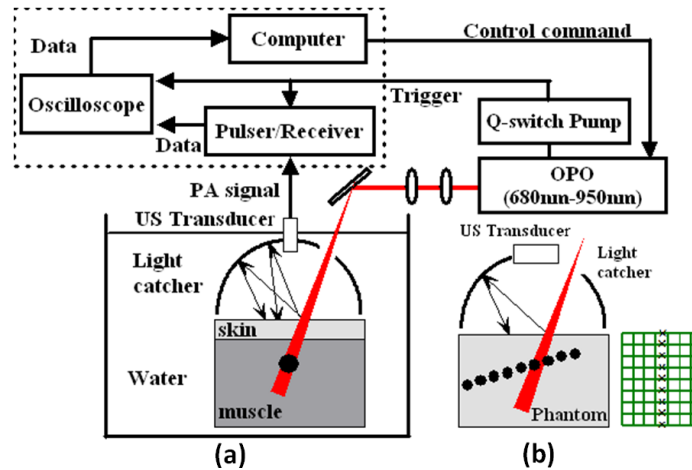 Data
Computer
Control command
Oscilloscope
Trigger
Data
Pulser/Receiver
Q-switch Pump
PA signal
OPO
(680nm-950nm)
US Transducer
Light
catcher
skin
Water
muscle
(a)
US Transducer
Light
catcher
Phantom
(b)